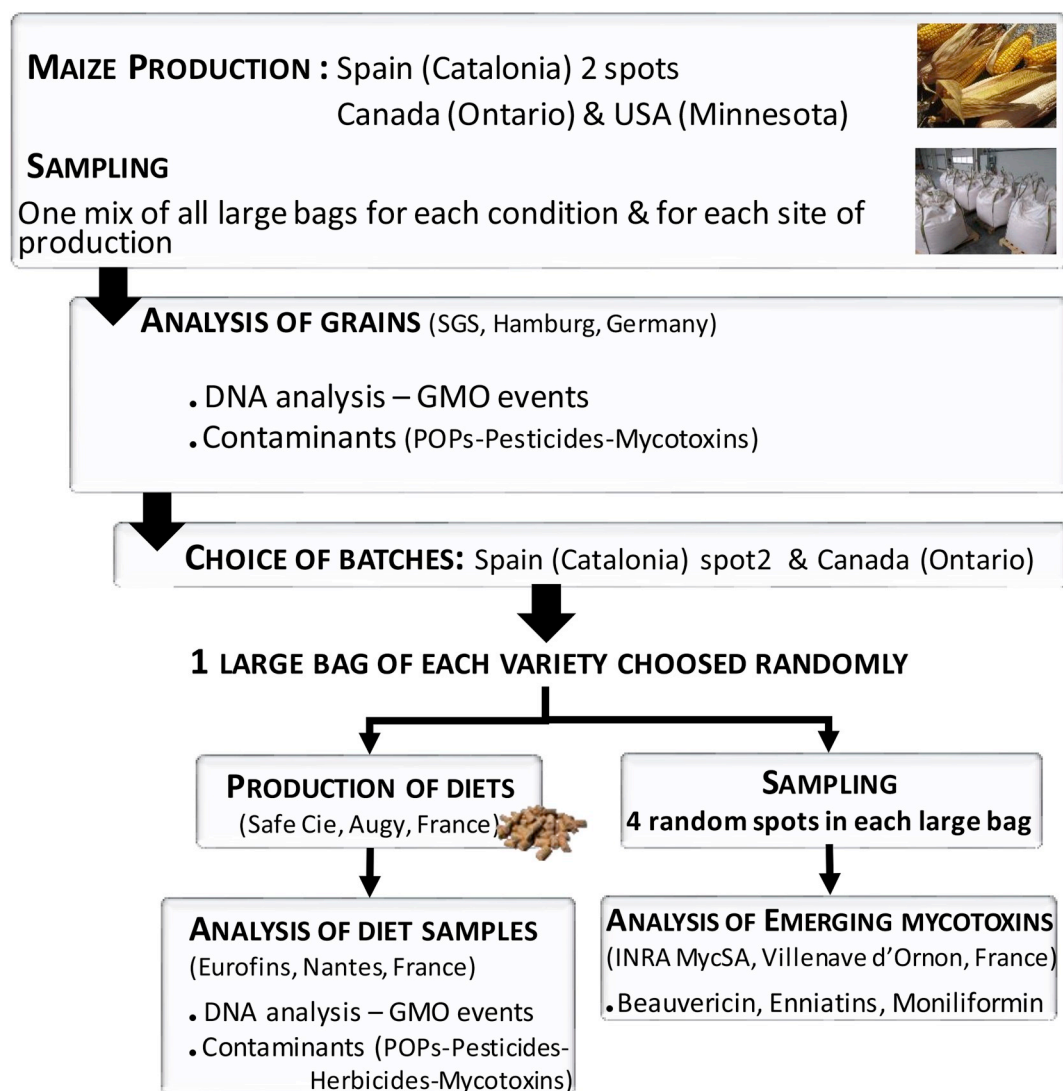 MAIZE PRODUCTION : Spain (Catalonia) 2 spots
Canada (Ontario) & USA (Minnesota)
SAMPLING
One mix of all large bags for each condition & for each site of
production
ANALYSIS OF GRAINS (SGS, Hamburg, Germany)
. DNA analysis – GMO events
. Contaminants (POPs-Pesticides-Mycotoxins)
CHOICE OF BATCHES: Spain (Catalonia) spot2 & Canada (Ontario)
1 LARGE BAG OF EACH VARIETY CHOOSED RANDOMLY
PRODUCTION OF DIETS
(Safe Cie, Augy, France)
ANALYSIS OF DIET SAMPLES
(Eurofins, Nantes, France)
. DNA analysis – GMO events
. Contaminants (POPs-Pesticides-
Herbicides-Mycotoxins)
SAMPLING
4 random spots in each large bag
ANALYSIS OF EMERGING MYCOTOXINS
(INRA MycSA, Villenave d’Ornon, France)
. Beauvericin, Enniatins, Moniliformin